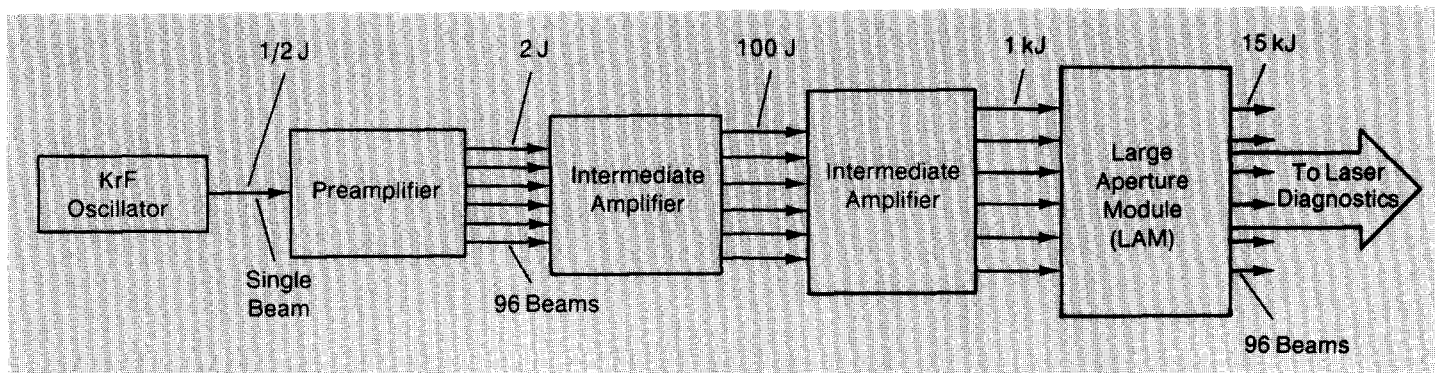 1/2 J
2 J
100 J
1 kJ
15 kJ
KrF
Oscillator
Preamplifier
Intermediate
Amplifier
Intermediate
Amplifier
Large
Aperture
Module
(LAM)
To Laser
Diagnostics
Single
Beam
96 Beams
96 Beams